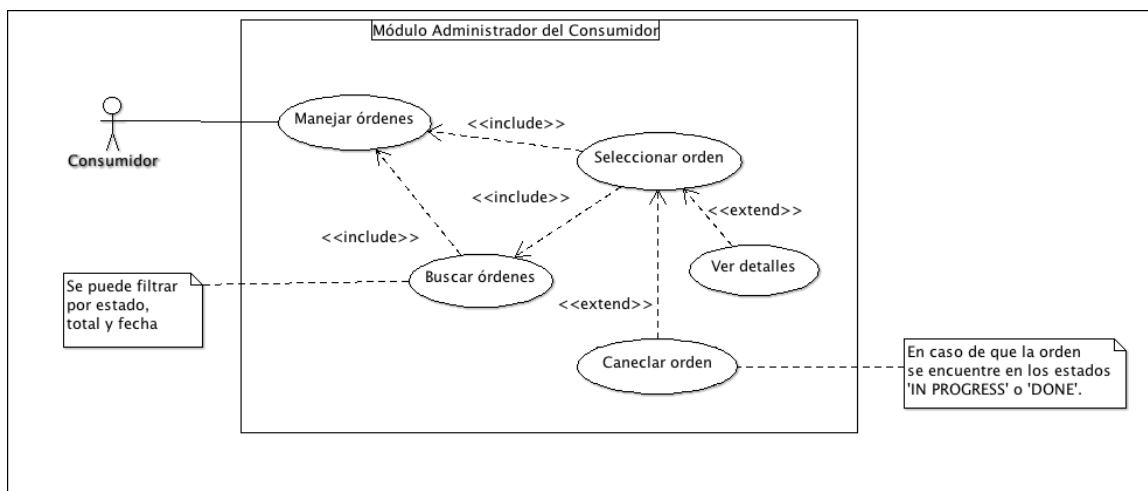 Módulo Administrador del Consumidor
Manejar órdenes
<<include>>
Seleccionar orden
Consumidor
<<include>>
<<extend>>
<<include>>
Buscar órdenes
Ver detalles
Se puede filtrar
por estado,
total y fecha
<<extend>>
Caneclar orden
En caso de que la orden
se encuentre en los estados
'IN PROGRESS' o 'DONE'.